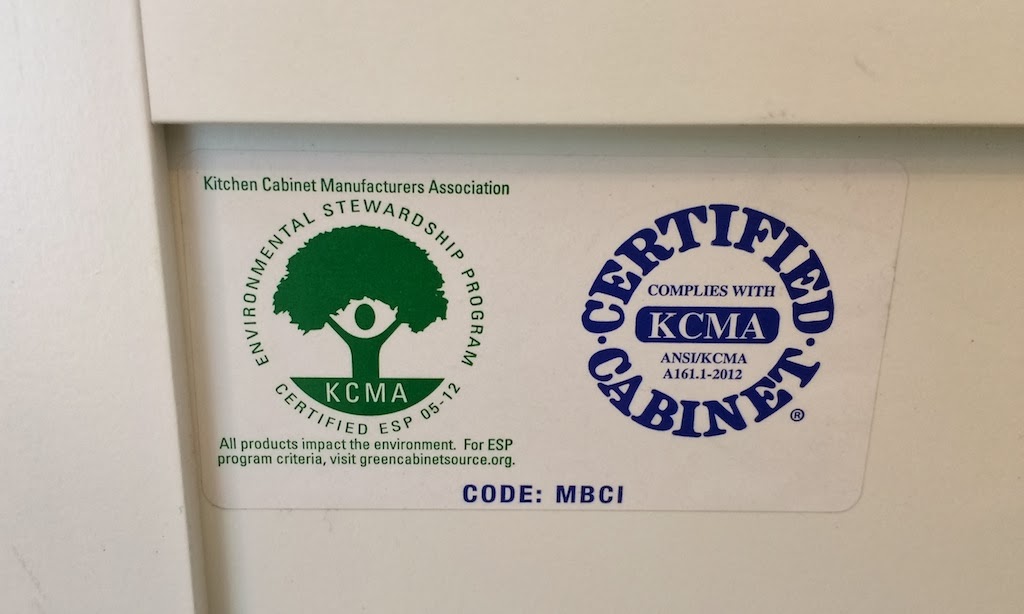 Kitchen Cabinet Manufacturers Association
ENVIRONMENTAL STEWARDSHIP PROGRAM
KCMA
CERTIFIED ESP 05-12
All products impact the environment. For ESP
program criteria, visit greencabinetsource.org.
·CERTIFIED·
COMPLIES WITH
KCMA
ANSI/KCMA
A161.1-2012
CABINET®
CODE: MBCI